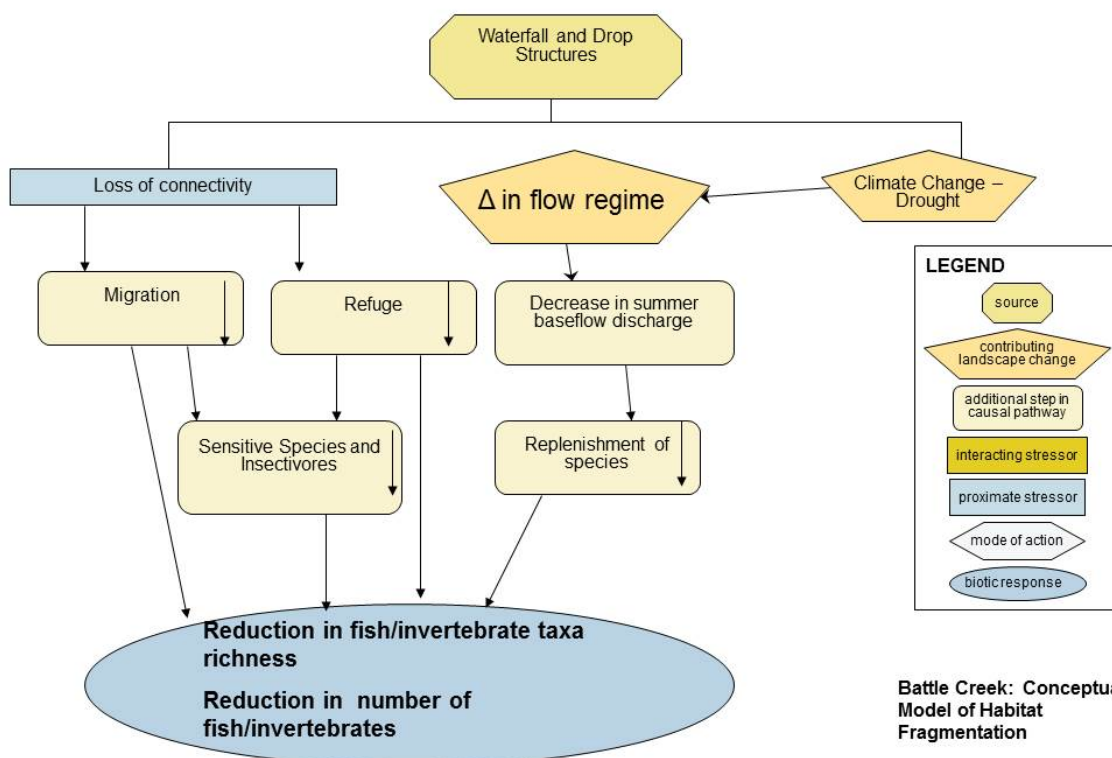 Waterfall and Drop
Structures
Loss of connectivity
Δ in flow regime
Climate Change –
Drought
Migration
Refuge
Decrease in summer
baseflow discharge
Sensitive Species and
Insectivores
Replenishment of
species
Reduction in fish/invertebrate taxa
richness
Reduction in number of
fish/invertebrates
LEGEND
source
contributing
landscape change
additional step in
causal pathway
interacting stressor
proximate stressor
mode of action
biotic response
Battle Creek: Conceptua
Model of Habitat
Fragmentation